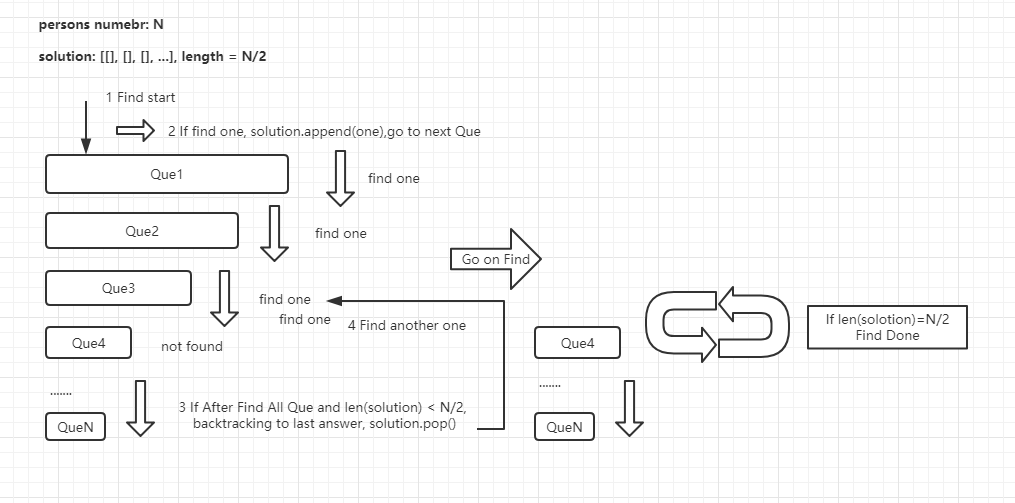 persons numebr: N
solution: [[], [], [], ...], length = N/2
1 Find start
2 If find one, solution.append(one),go to next Que
Que1
find one
Que2
find one
Go on Find
Que3
find one
find one
4 Find another one
Que4
not found
.......
3 If After Find All Que and len(solution) < N/2,
backtracking to last answer, solution.pop()
QueN
Que4
.......
QueN
If len(solotion)=N/2
Find Done